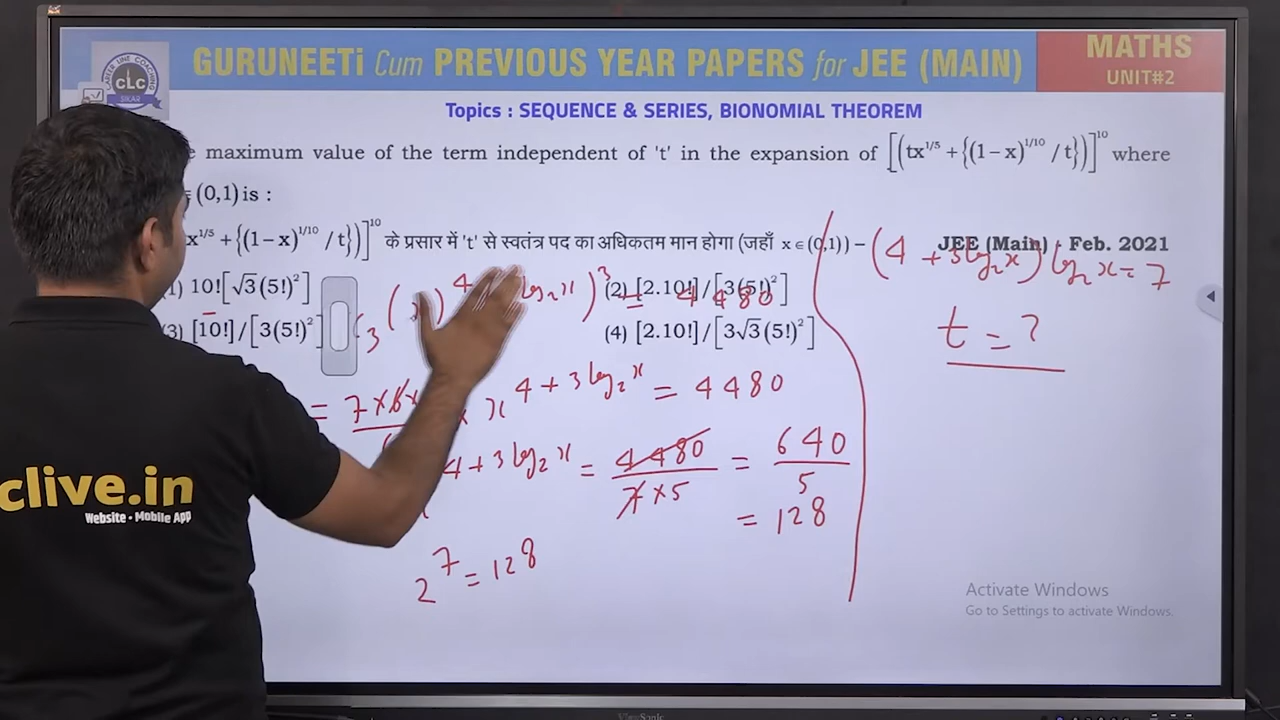 GURUNEETi Cum PREVIOUS YEAR PAPERS for JEE (MAIN)
MATHS
UNIT#2
CLC
SIKAR
Topics : SEQUENCE & SERIES, BIONOMIAL THEOREM
maximum value of the term independent of 't' in the expansion of [(tx^1/5 + {(1−x)^1/10 / t})]^10 where
(0,1) is :
x^1/5 + {(1−x)^1/10 / t})]^10 के प्रसार में 't' से स्वतंत्र पद का अधिकतम मान होगा (जहाँ x ∈ (0,1)) −
JEE (Main) - Feb. 2021
(4 + 3log₂x) log₂x = 7
1) 10![√3(5!)²]
(2) [2.10!]/[3(5!)²]
(3) [10!]/[3(5!)²]
(4) [2.10!]/[3√3(5!)²]
= 4480
t = ?
x^4 + 3log₂x = 4480
4 + 3log₂x = 4480 / 7×5 = 640 / 5
= 128
2^7 = 128
clive.in
Website • Mobile App
Activate Windows
Go to Settings to activate Windows.
ViewSonic